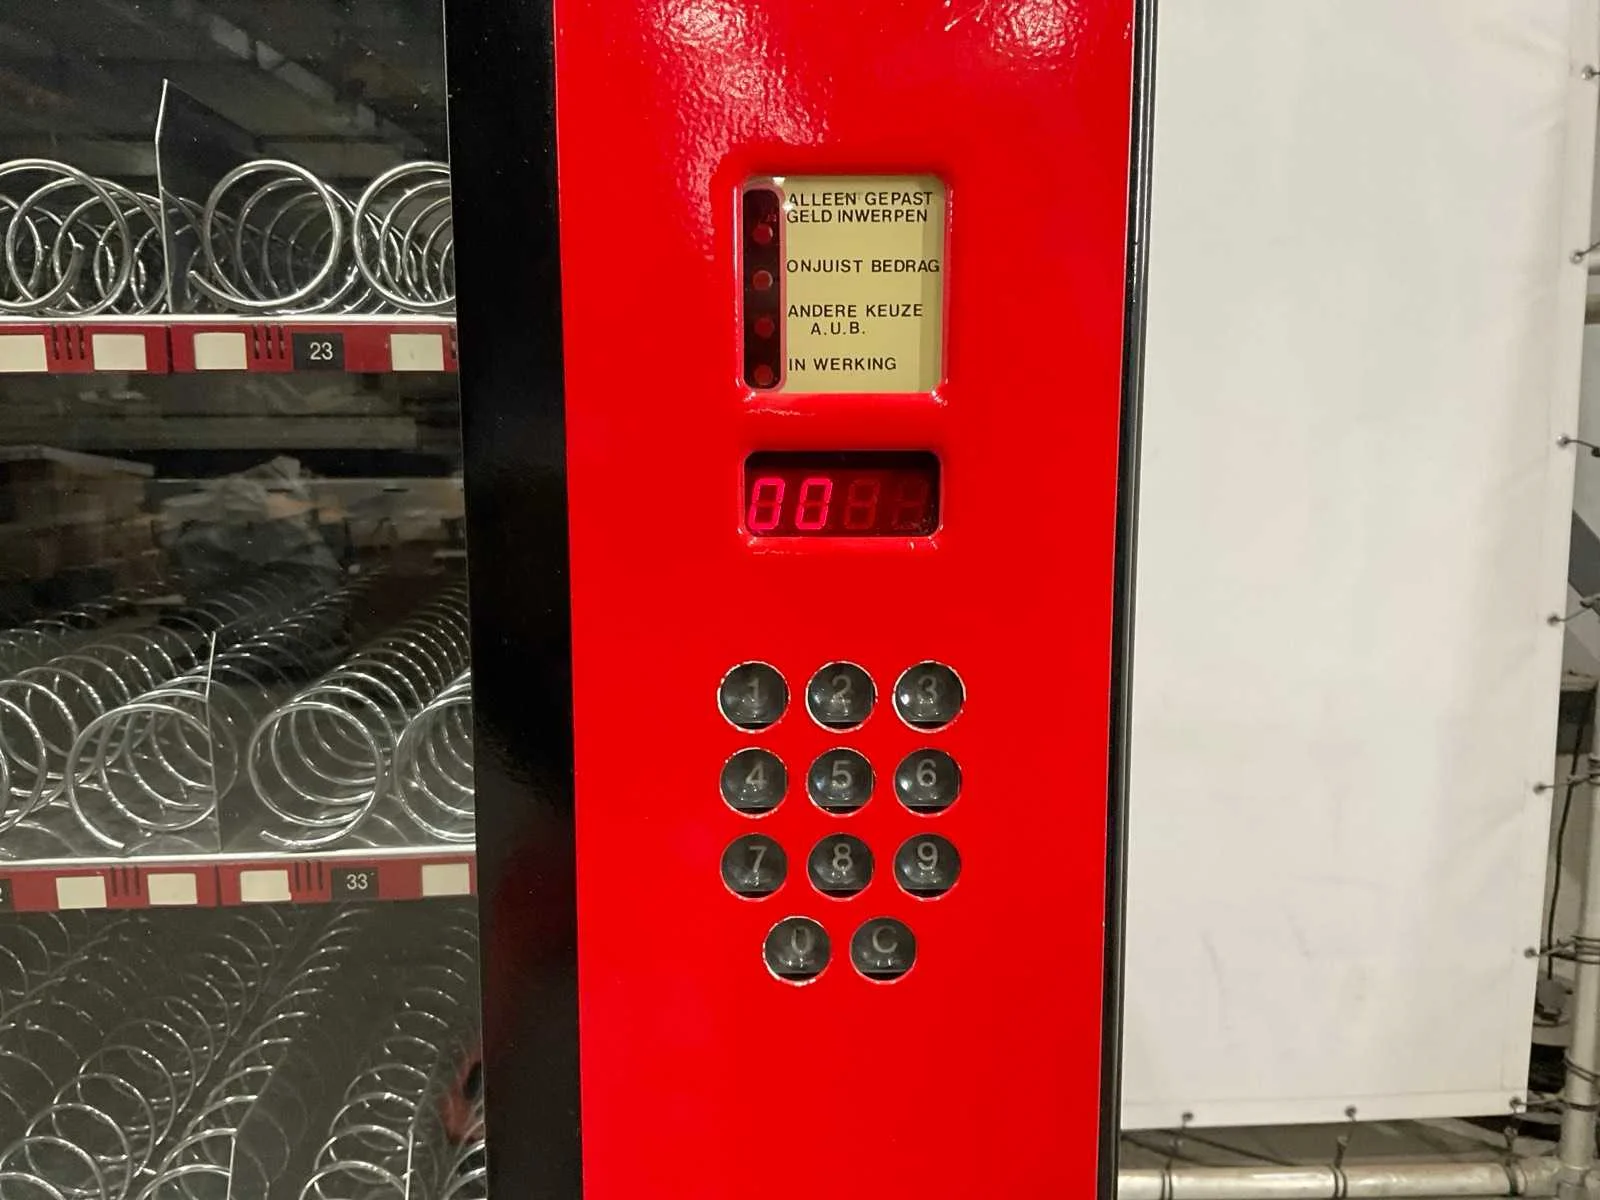 ALLEEN GEPAST
GELD INWERPEN
ONJUIST BEDRAG
ANDERE KEUZE
A.U.B.
IN WERKING
23
00
1 2 3
4 5 6
7 8 9
33
0 C